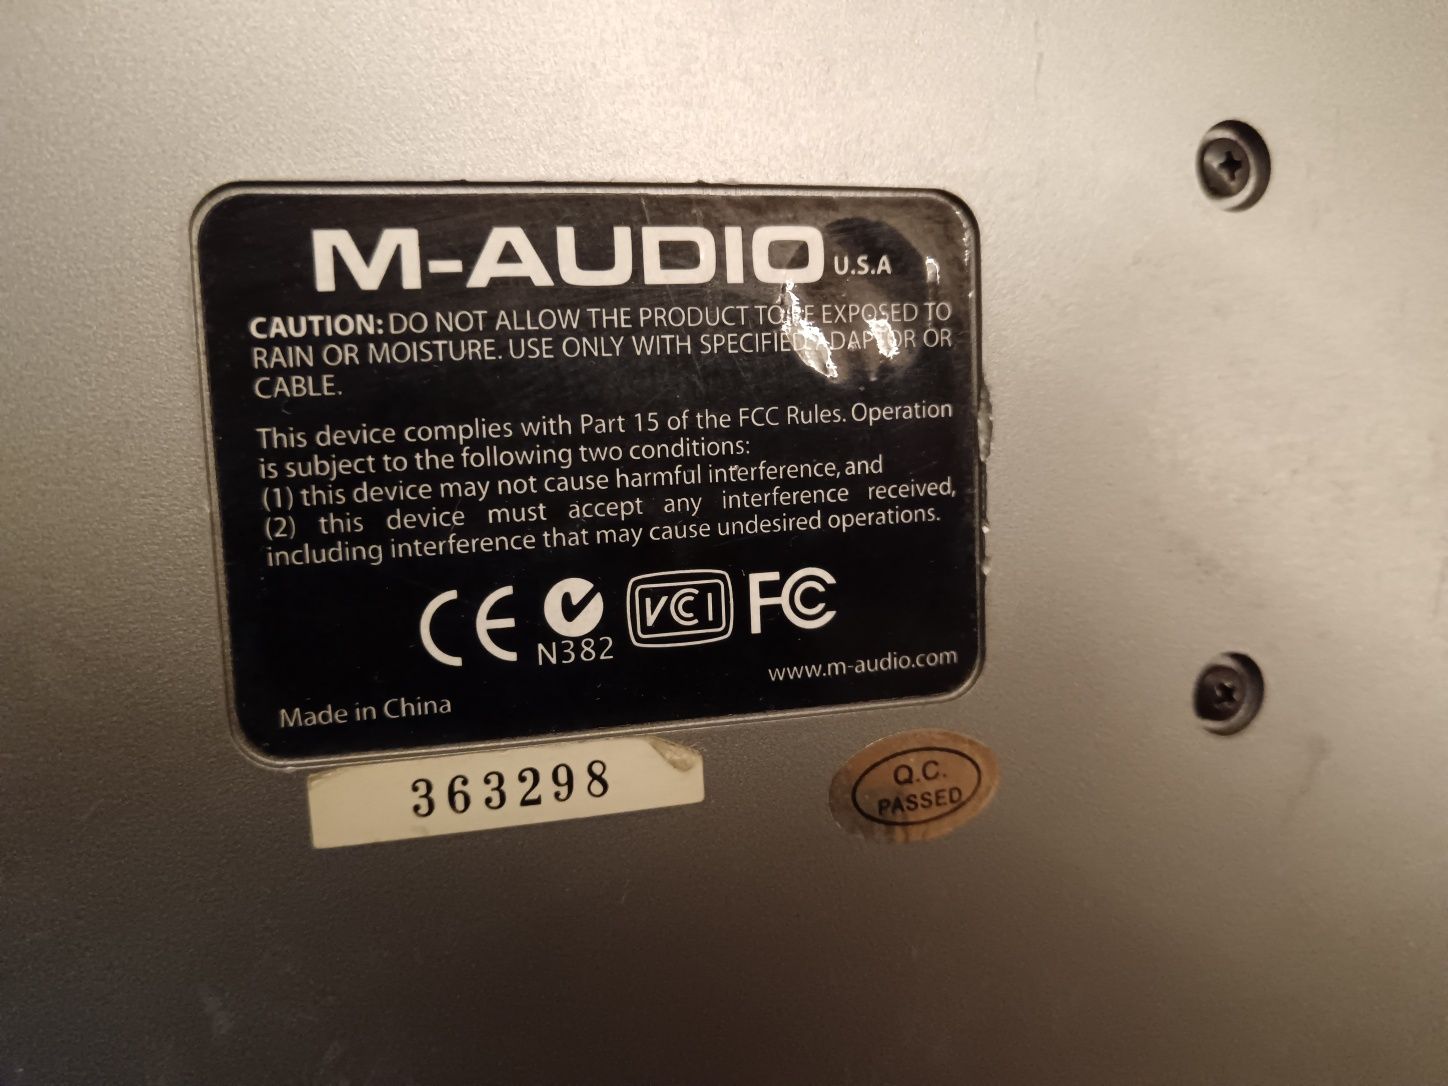 M-AUDIO U.S.A
CAUTION: DO NOT ALLOW THE PRODUCT TO BE EXPOSED TO
RAIN OR MOISTURE. USE ONLY WITH SPECIFIED ADAPTOR OR
CABLE.
This device complies with Part 15 of the FCC Rules. Operation
is subject to the following two conditions:
(1) this device may not cause harmful interference, and
(2) this device must accept any interference received,
including interference that may cause undesired operations.
CE VCI FC
N382
www.m-audio.com
Made in China
363298
Q.C.
PASSED